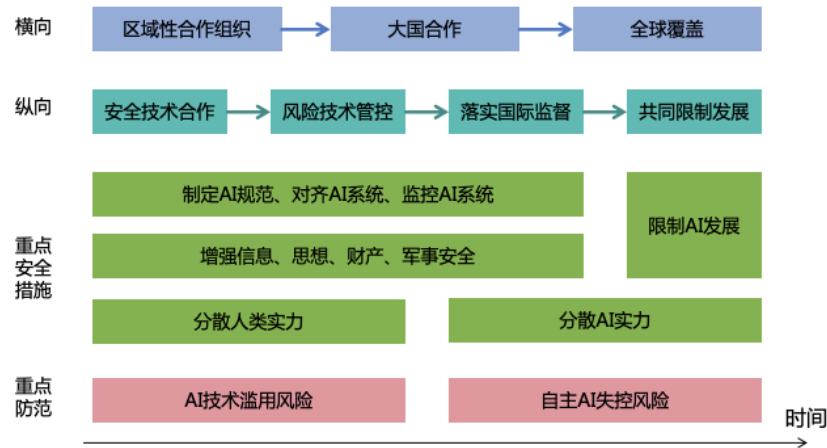 横向
区域性合作组织
大国合作
全球覆盖
纵向
安全技术合作
风险技术管控
落实国际监督
共同限制发展
重点
安全
措施
制定AI规范、对齐AI系统、监控AI系统
限制AI发展
增强信息、思想、财产、军事安全
分散人类实力
分散AI实力
重点
防范
AI技术滥用风险
自主AI失控风险
时间